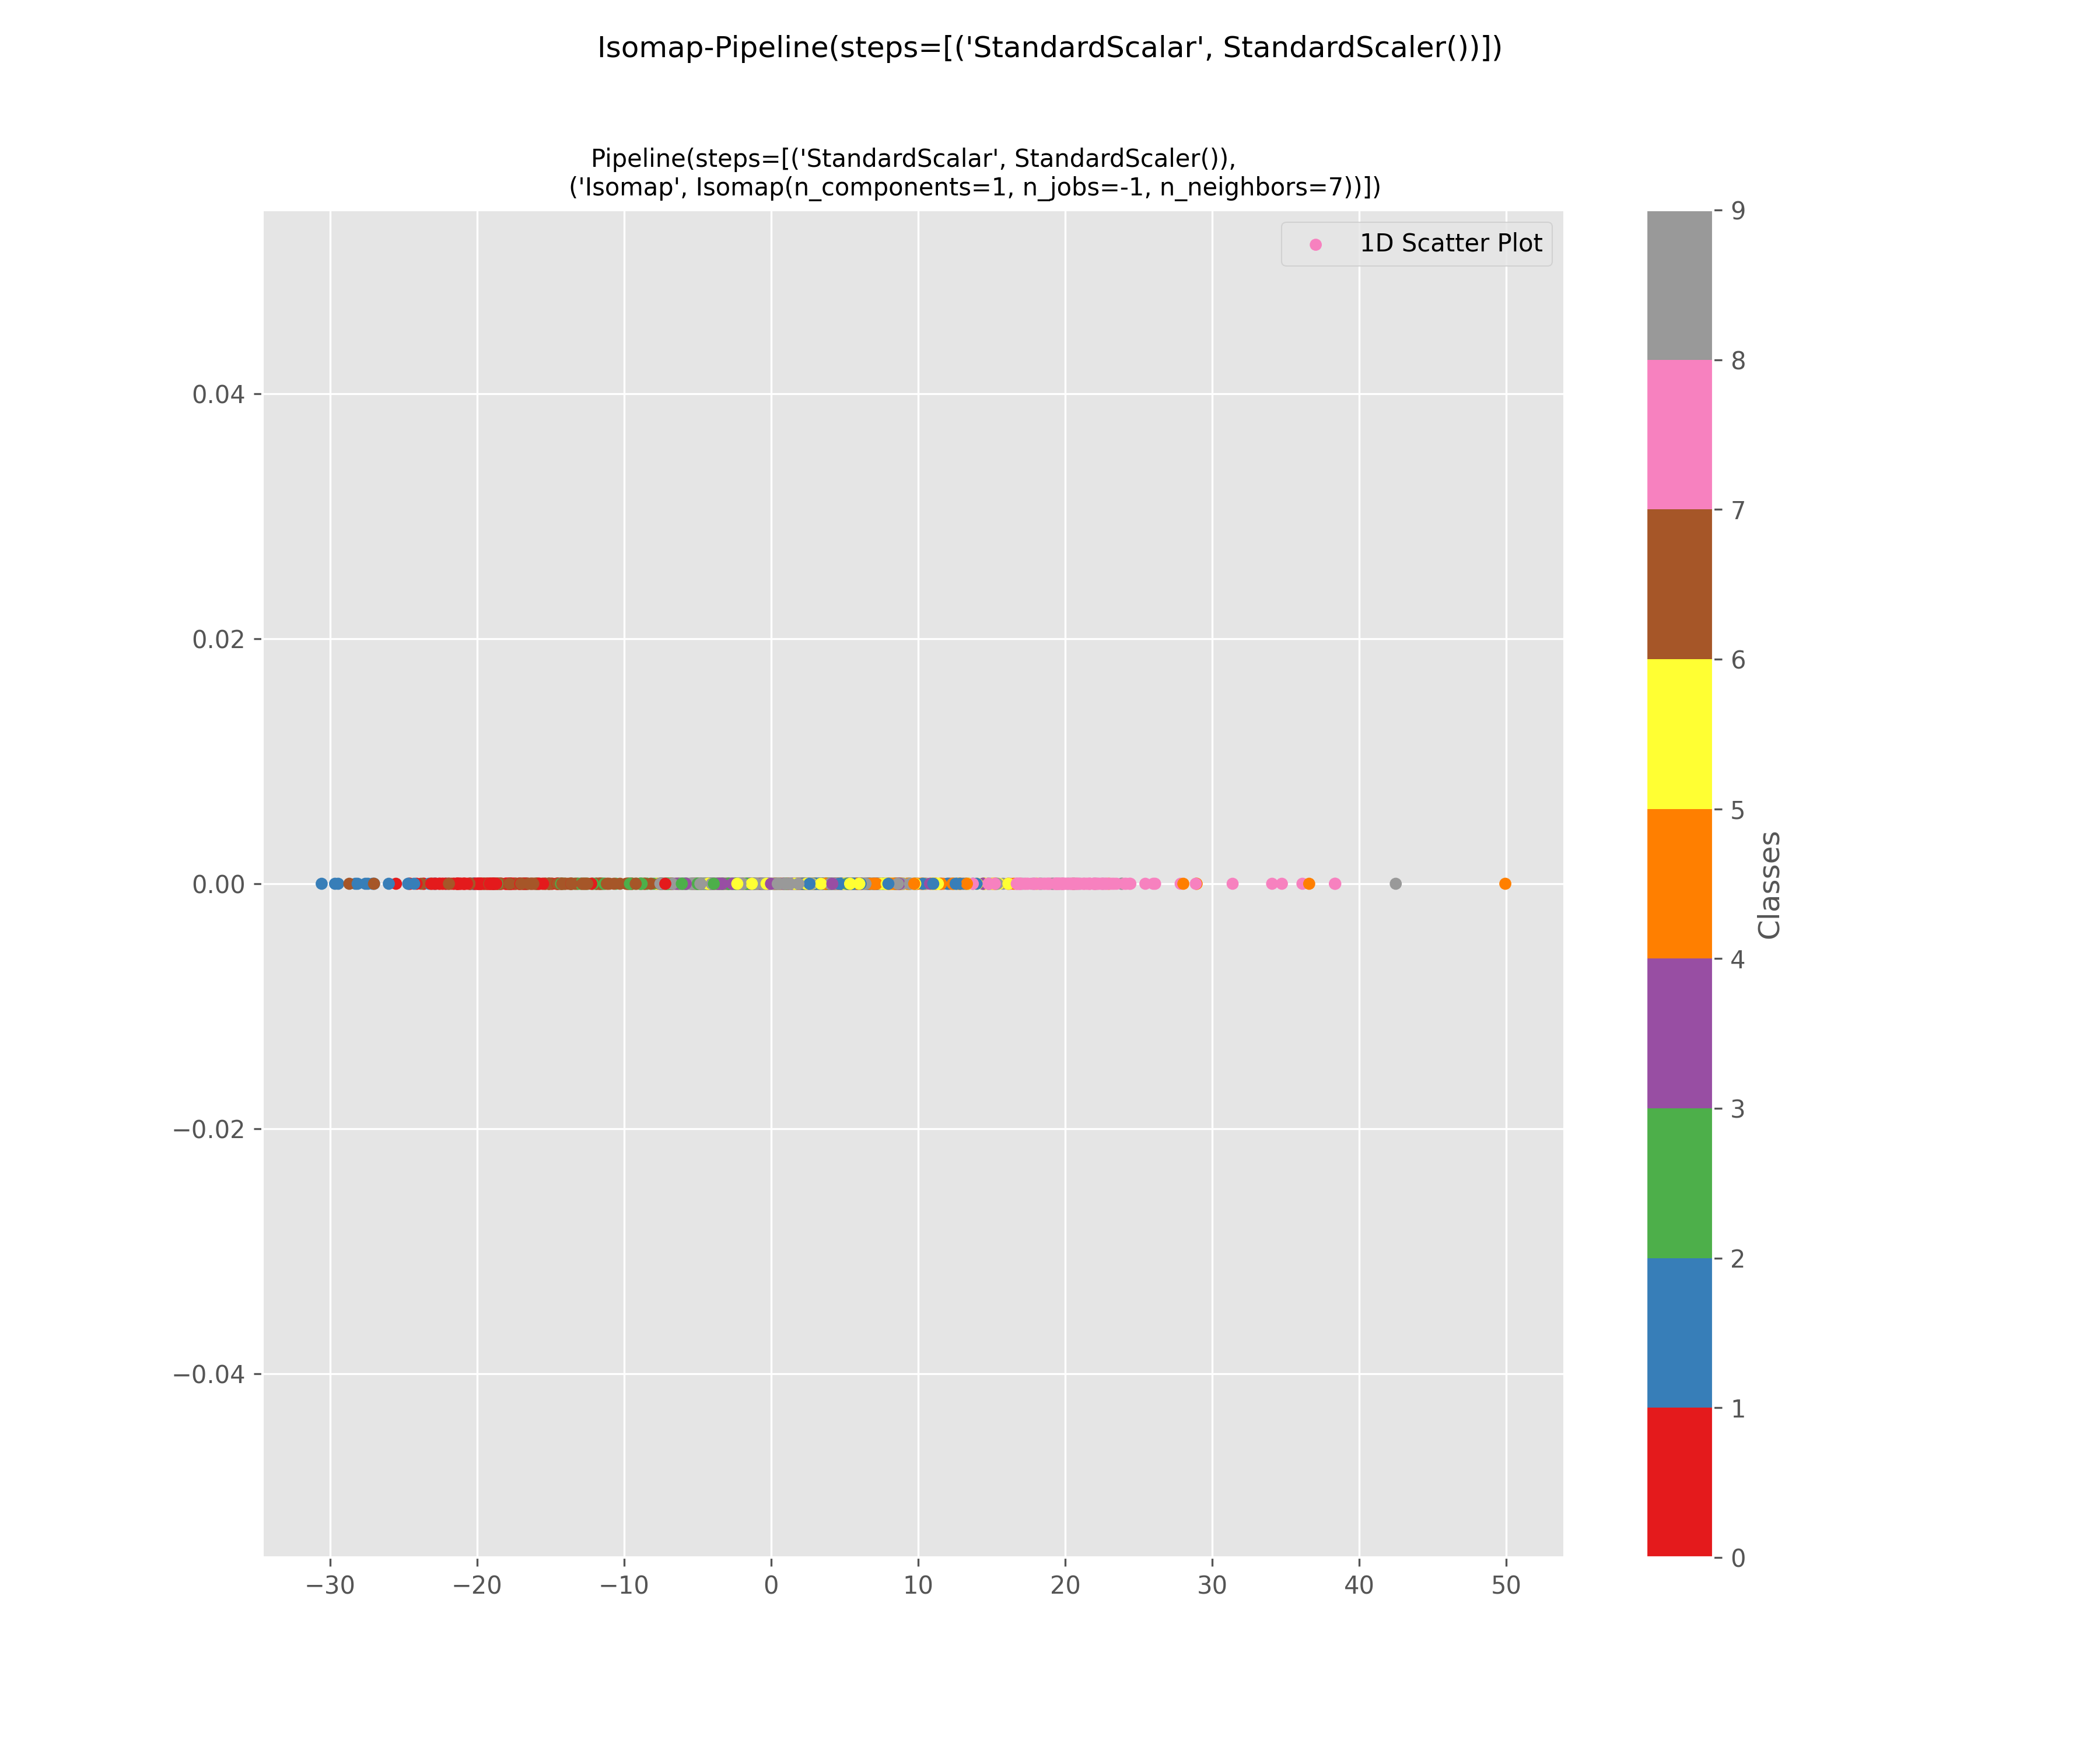 Isomap-Pipeline(steps=[('StandardScalar', StandardScaler())])
Pipeline(steps=[('StandardScalar', StandardScaler()),
('Isomap', Isomap(n_components=1, n_jobs=-1, n_neighbors=7))])
1D Scatter Plot
0.04
0.02
0.00
−0.02
−0.04
−30 −20 −10 0 10 20 30 40 50
9
8
7
6
5
4
3
2
1
0
Classes